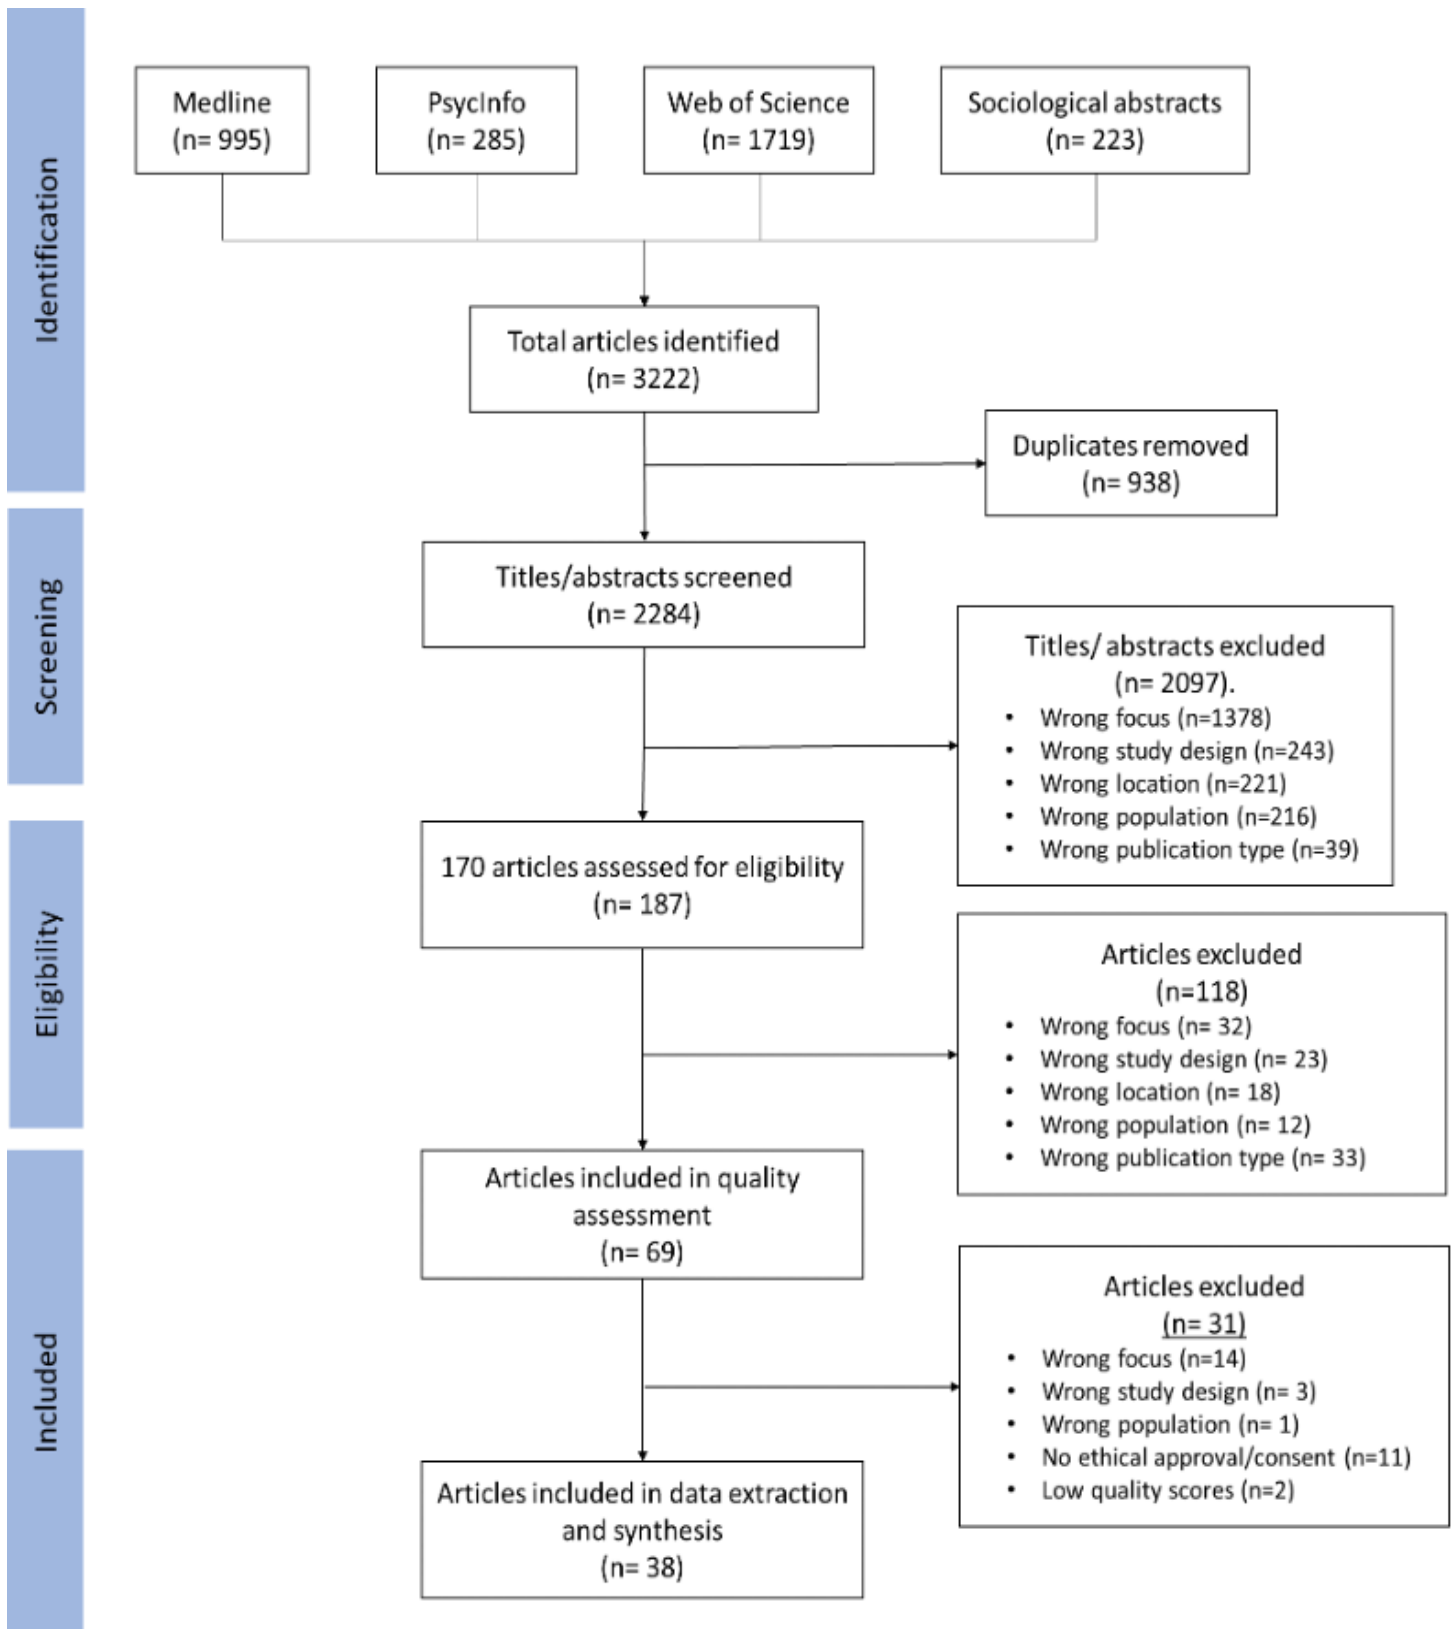 Identification
Medline
(n= 995)
PsycInfo
(n= 285)
Web of Science
(n= 1719)
Sociological abstracts
(n= 223)
Total articles identified
(n= 3222)
Duplicates removed
(n= 938)
Screening
Titles/abstracts screened
(n= 2284)
Titles/ abstracts excluded
(n= 2097).
• Wrong focus (n=1378)
• Wrong study design (n=243)
• Wrong location (n=221)
• Wrong population (n=216)
• Wrong publication type (n=39)
Eligibility
170 articles assessed for eligibility
(n= 187)
Articles excluded
(n=118)
• Wrong focus (n= 32)
• Wrong study design (n= 23)
• Wrong location (n= 18)
• Wrong population (n= 12)
• Wrong publication type (n= 33)
Included
Articles included in quality
assessment
(n= 69)
Articles excluded
(n= 31)
• Wrong focus (n=14)
• Wrong study design (n= 3)
• Wrong population (n= 1)
• No ethical approval/consent (n=11)
• Low quality scores (n=2)
Articles included in data extraction
and synthesis
(n= 38)